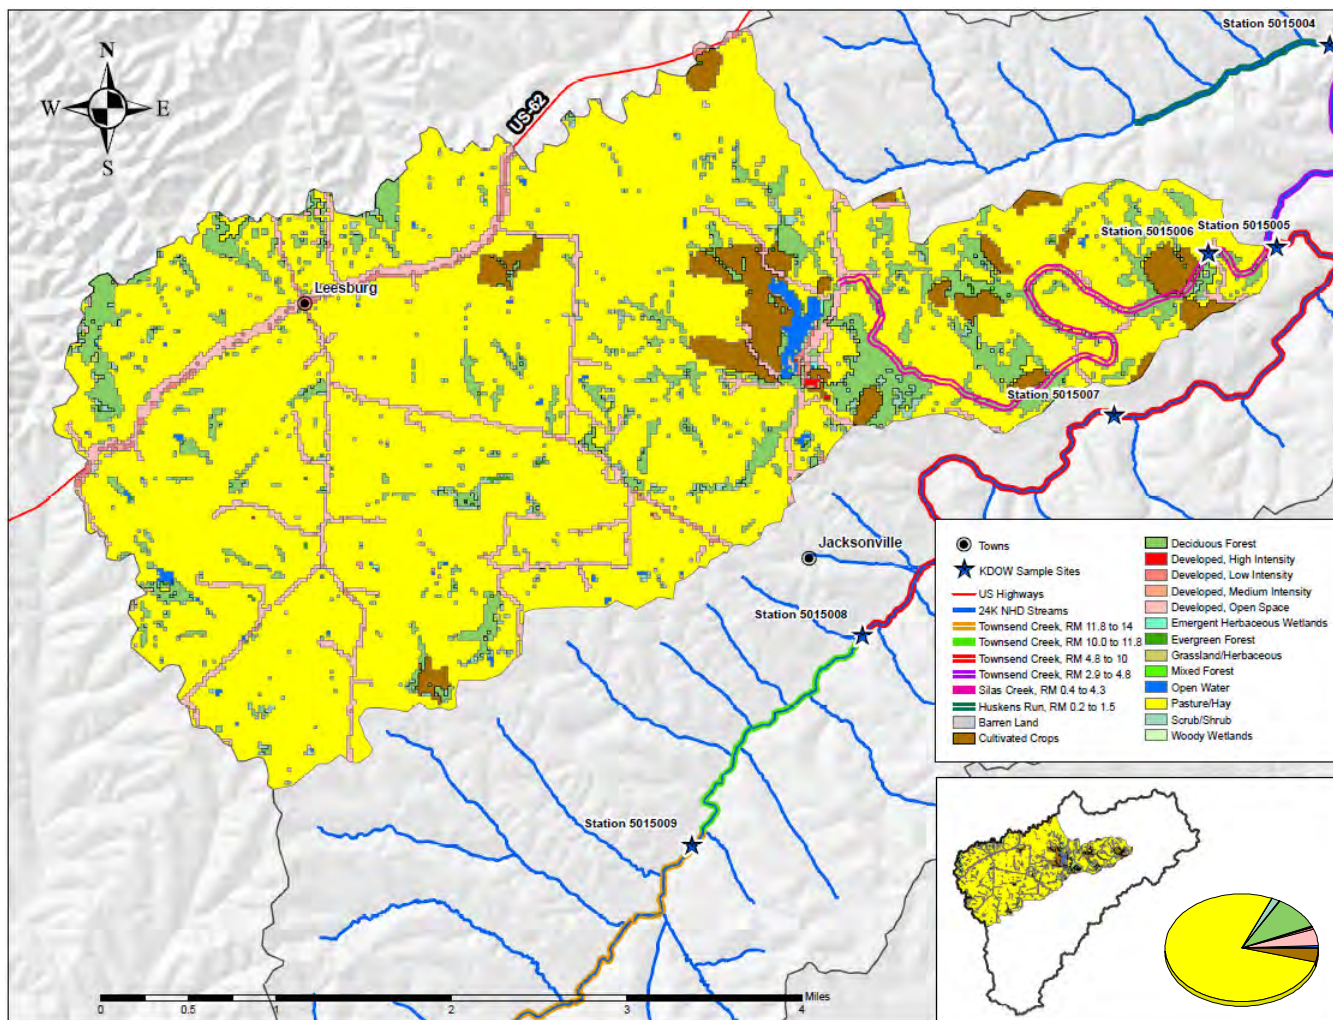 Station 5015004
N
W
E
S
US-62
Station 5015005
Station 5015006
Leesburg
Station 5015007
Jacksonville
Station 5015008
Station 5015009
Towns
KDOW Sample Sites
US Highways
24K NHD Streams
Townsend Creek, RM 11.8 to 14
Townsend Creek, RM 10.0 to 11.8
Townsend Creek, RM 4.8 to 10
Townsend Creek, RM 2.9 to 4.8
Silas Creek, RM 0.4 to 4.3
Huskens Run, RM 0.2 to 1.5
Barren Land
Cultivated Crops
Deciduous Forest
Developed, High Intensity
Developed, Low Intensity
Developed, Medium Intensity
Developed, Open Space
Emergent Herbaceous Wetlands
Evergreen Forest
Grassland/Herbaceous
Mixed Forest
Open Water
Pasture/Hay
Scrub/Shrub
Woody Wetlands
Miles
0 0.5 1 2 3 4